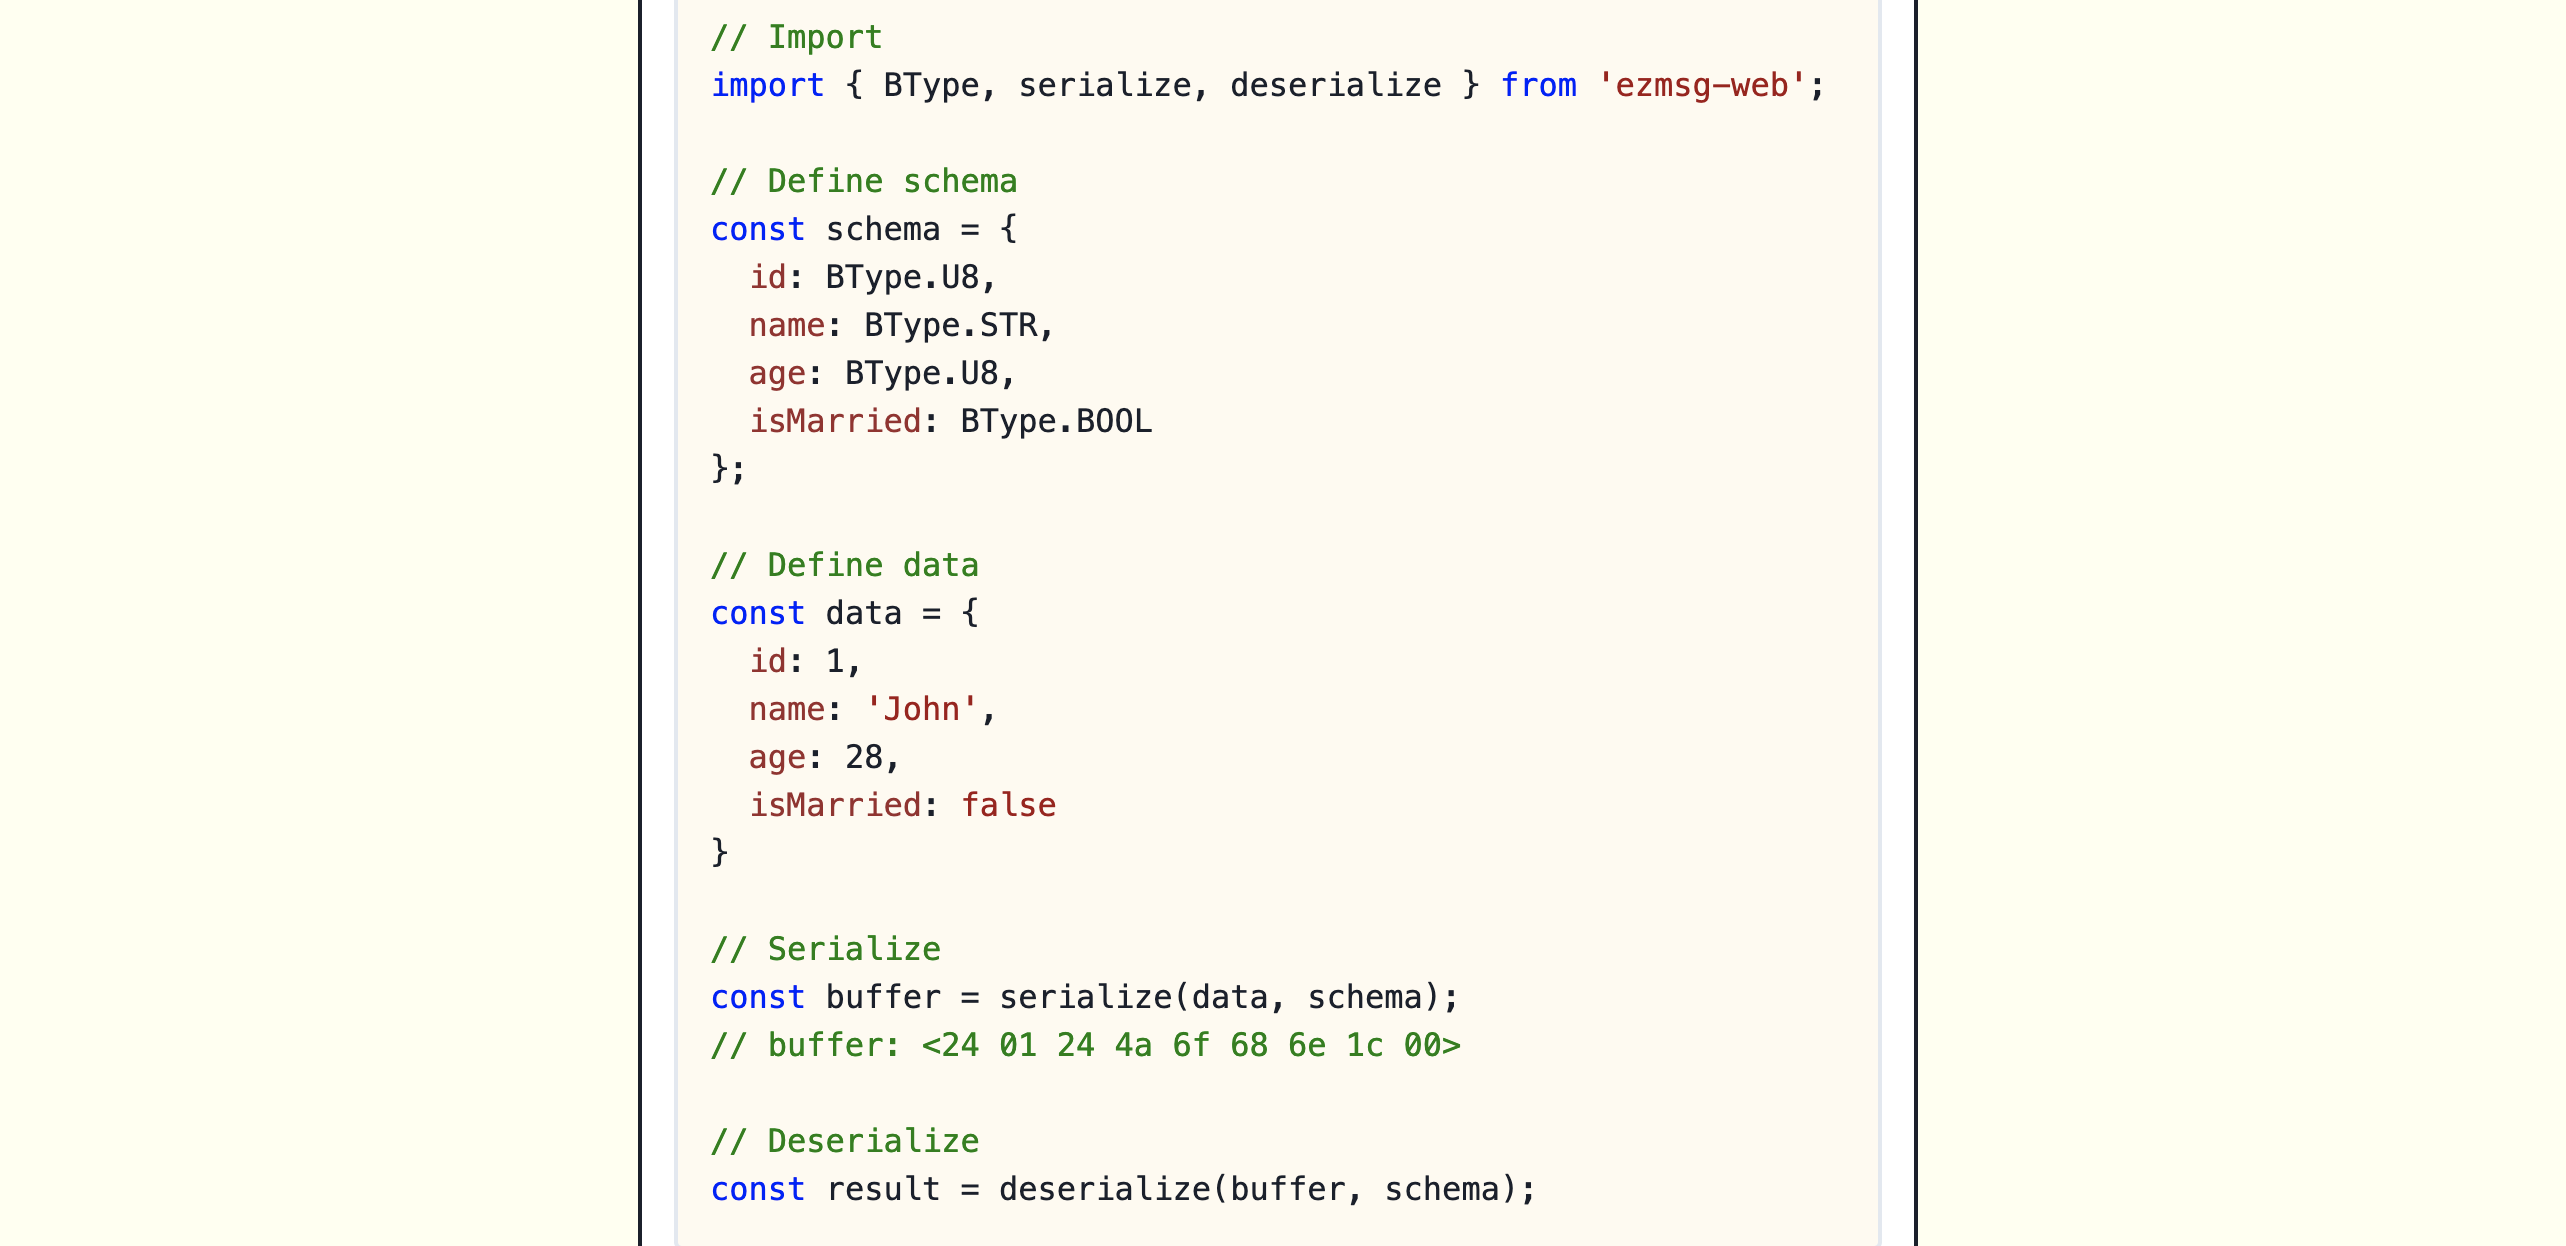 // Import
import { BType, serialize, deserialize } from 'ezmsg-web';
// Define schema
const schema = {
  id: BType.U8,
  name: BType.STR,
  age: BType.U8,
  isMarried: BType.BOOL
};
// Define data
const data = {
  id: 1,
  name: 'John',
  age: 28,
  isMarried: false
}
// Serialize
const buffer = serialize(data, schema);
// buffer: <24 01 24 4a 6f 68 6e 1c 00>
// Deserialize
const result = deserialize(buffer, schema);